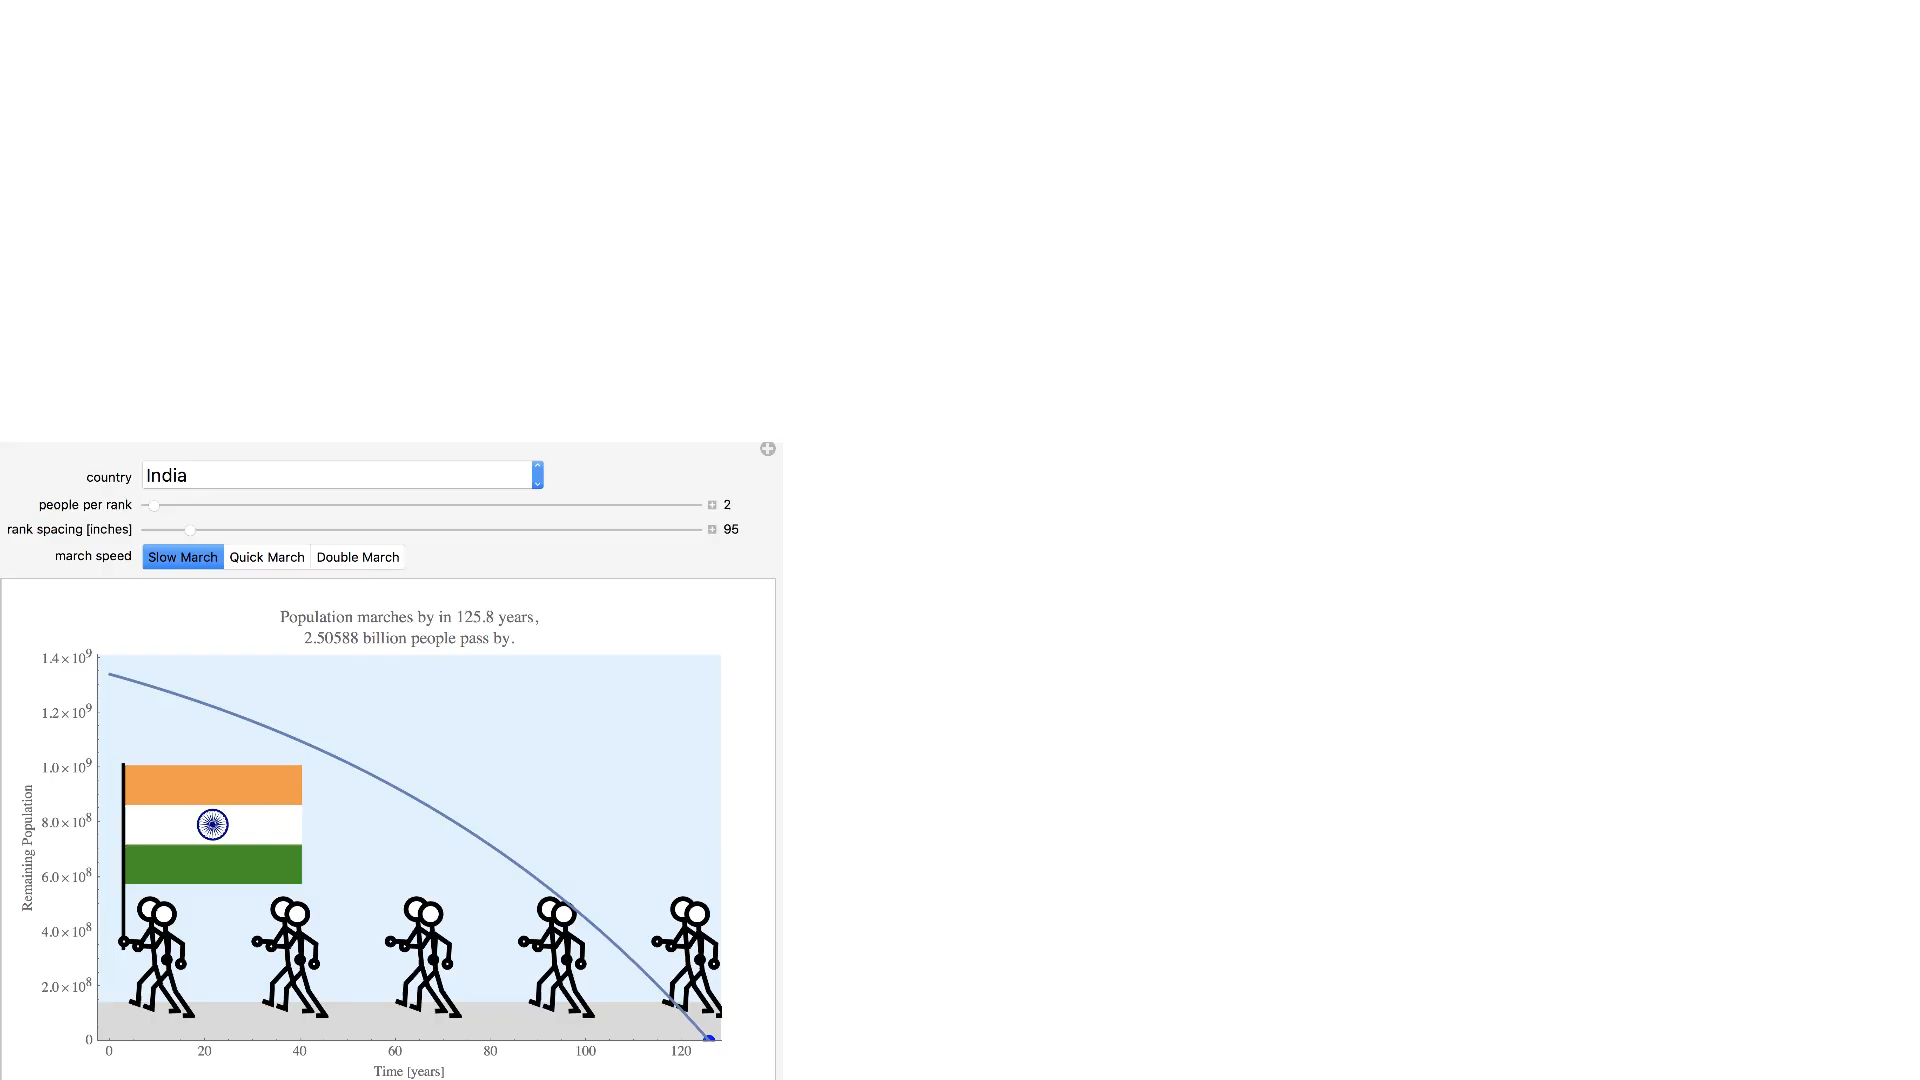 country India
people per rank 2
rank spacing [inches] 95
march speed Slow March Quick March Double March
Population marches by in 125.8 years,
2.50588 billion people pass by.
1.4×10⁹
1.2×10⁹
1.0×10⁹
8.0×10⁸
6.0×10⁸
4.0×10⁸
2.0×10⁸
0
Remaining Population
0 20 40 60 80 100 120
Time [years]